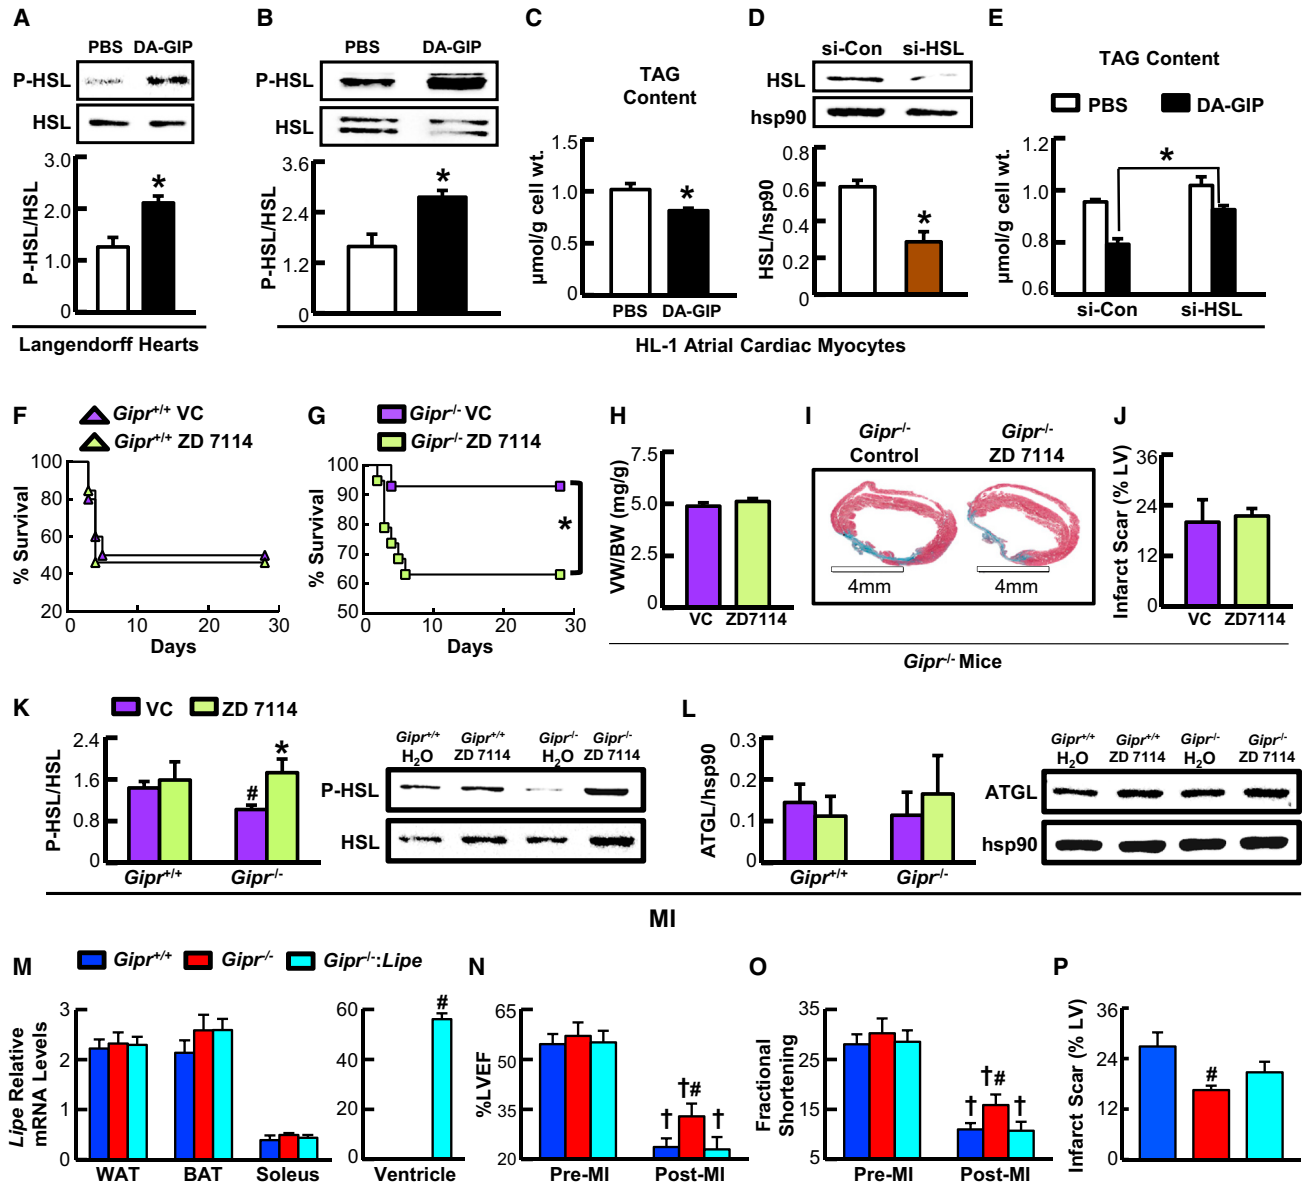 A
PBS DA-GIP
P-HSL
HSL
P-HSL/HSL
3.0
2.0
1.0
0
Langendorff Hearts
B
PBS DA-GIP
P-HSL
HSL
P-HSL/HSL
3.6
2.4
1.2
0
C
TAG
Content
µmol/g cell wt.
1.5
1.0
0.5
0
*
PBS DA-GIP
D
si-Con si-HSL
HSL
hsp90
HSL/hsp90
0.8
0.6
0.4
0.2
0
*
E
TAG Content
PBS DA-GIP
µmol/g cell wt.
1.2
1.0
0.8
0.6
*
si-Con si-HSL
HL-1 Atrial Cardiac Myocytes
F
Gipr+/+ VC
Gipr+/+ ZD 7114
% Survival
100
80
60
40
20
0 10 20 30
Days
G
Gipr-/- VC
Gipr-/- ZD 7114
% Survival
100
90
80
70
60
50
*
0 10 20 30
Days
H
VW/BW (mg/g)
7.5
5.0
2.5
0
VC ZD7114
I
Gipr-/-
Control
Gipr-/-
ZD 7114
4mm 4mm
J
Infarct Scar (% LV)
36
24
12
0
VC ZD7114
Gipr-/- Mice
K
VC ZD 7114
P-HSL/HSL
2.4
1.6
0.8
0
# *
Gipr+/+ Gipr-/-
Gipr+/+ Gipr+/+ Gipr-/- Gipr-/-
H2O ZD 7114 H2O ZD 7114
P-HSL
HSL
L
ATGL/hsp90
0.3
0.2
0.1
0
Gipr+/+ Gipr-/-
Gipr+/+ Gipr+/+ Gipr-/- Gipr-/-
H2O ZD 7114 H2O ZD 7114
ATGL
hsp90
MI
M
Gipr+/+ Gipr-/- Gipr-/-:Lipe
Lipe Relative
mRNA Levels
3
2
1
0
WAT BAT Soleus
60
40
20
0
#
Ventricle
N
%LVEF
65
55
35
20
† †# †
Pre-MI Post-MI
O
Fractional
Shortening
35
25
15
5
† †# †
Pre-MI Post-MI
P
Infarct Scar (% LV)
36
24
12
0
#